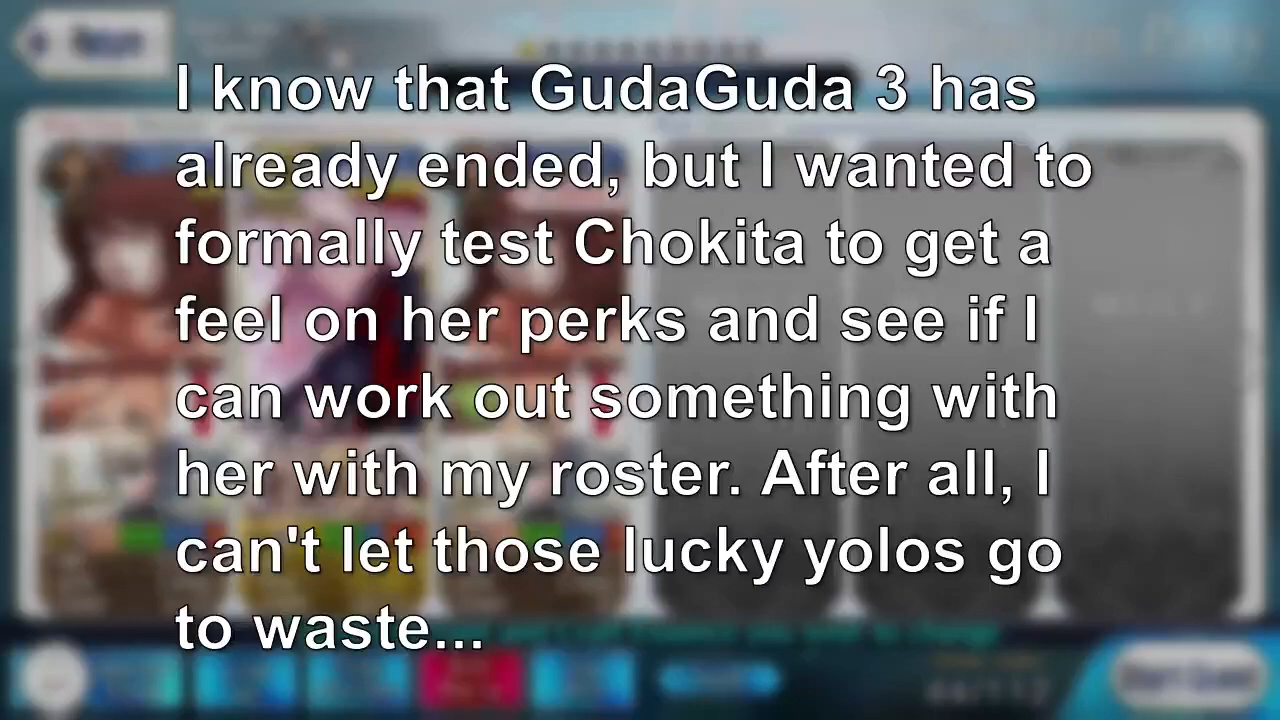 I know that GudaGuda 3 has
already ended, but I wanted to
formally test Chokita to get a
feel on her perks and see if I
can work out something with
her with my roster. After all, I
can't let those lucky yolos go
to waste...